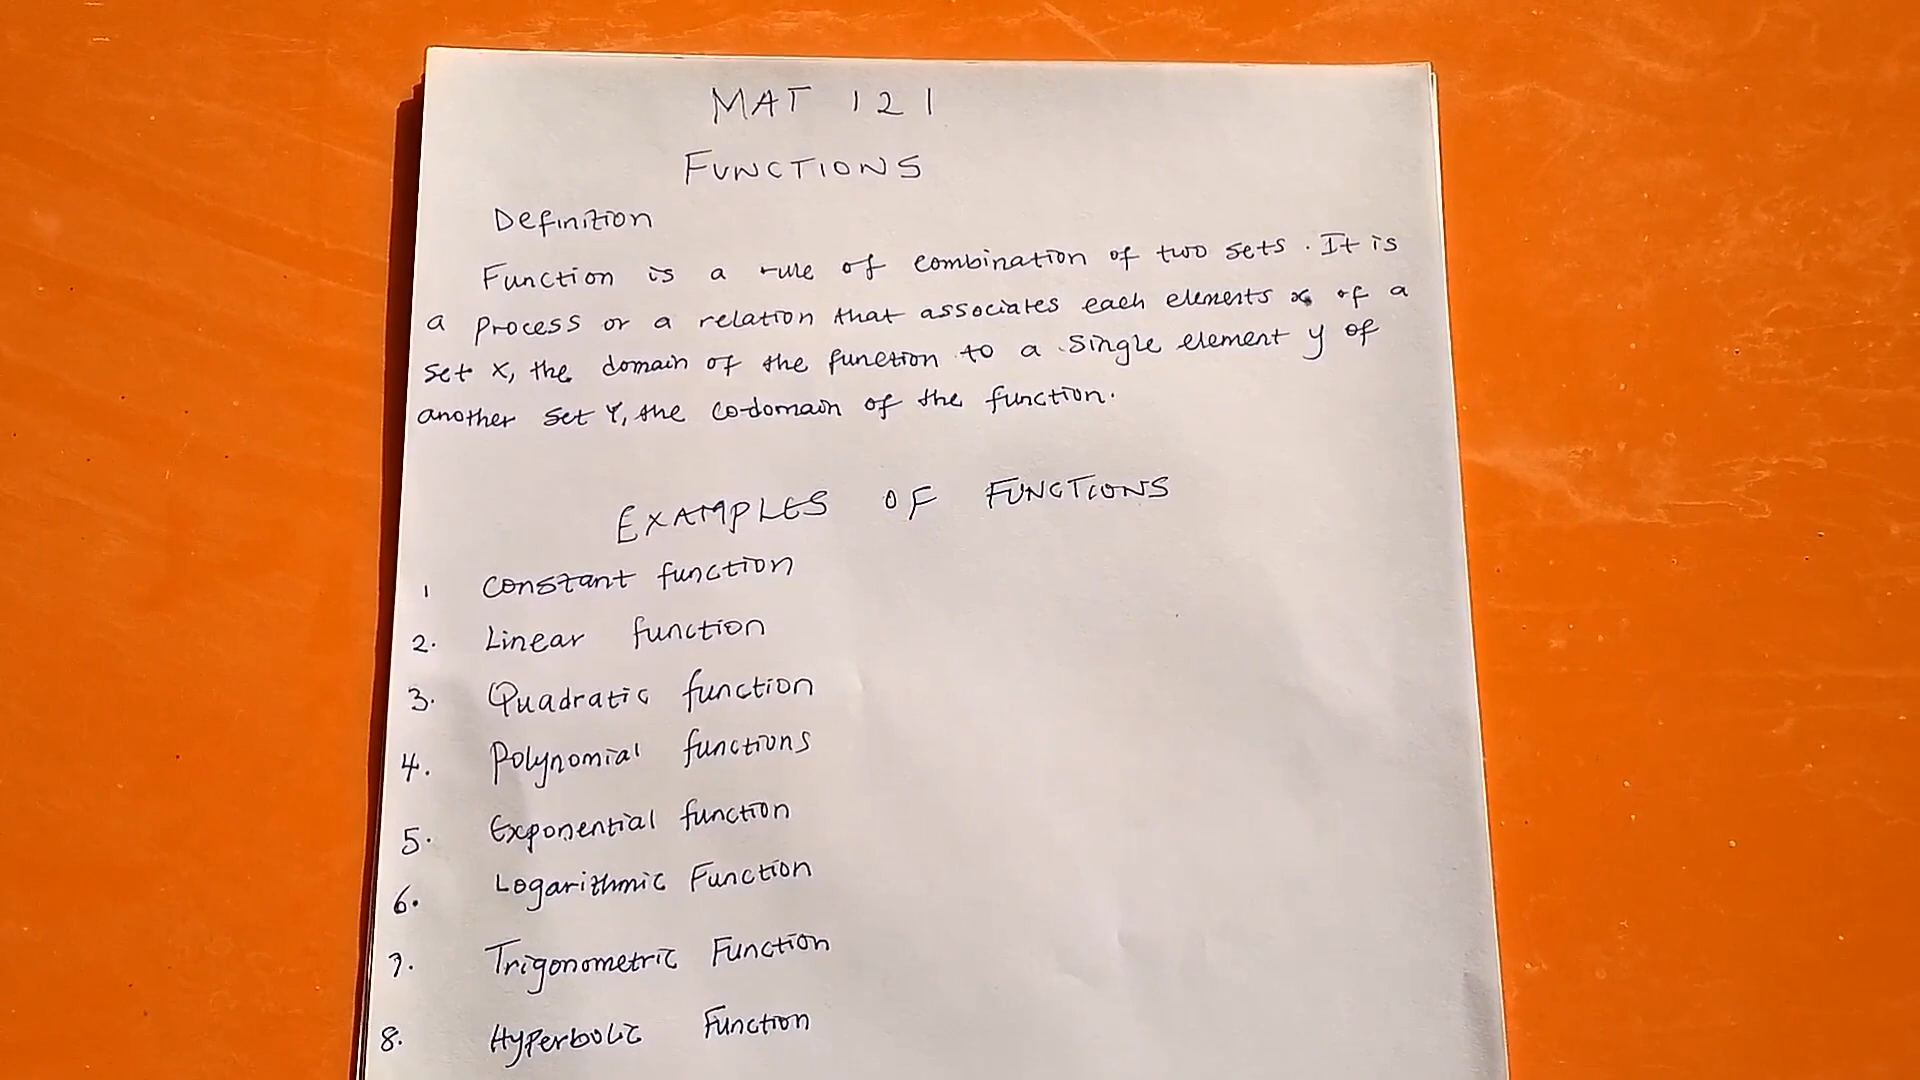 MAT 121
FUNCTIONS
Definition
Function is a rule of combination of two sets. It is
a process or a relation that associates each elements x of a
set X, the domain of the function to a single element y of
another set Y, the co-domain of the function.
EXAMPLES OF FUNCTIONS
1 Constant function
2. Linear function
3. Quadratic function
4. Polynomial functions
5. Exponential function
6. Logarithmic Function
7. Trigonometric Function
8. Hyperbolic Function